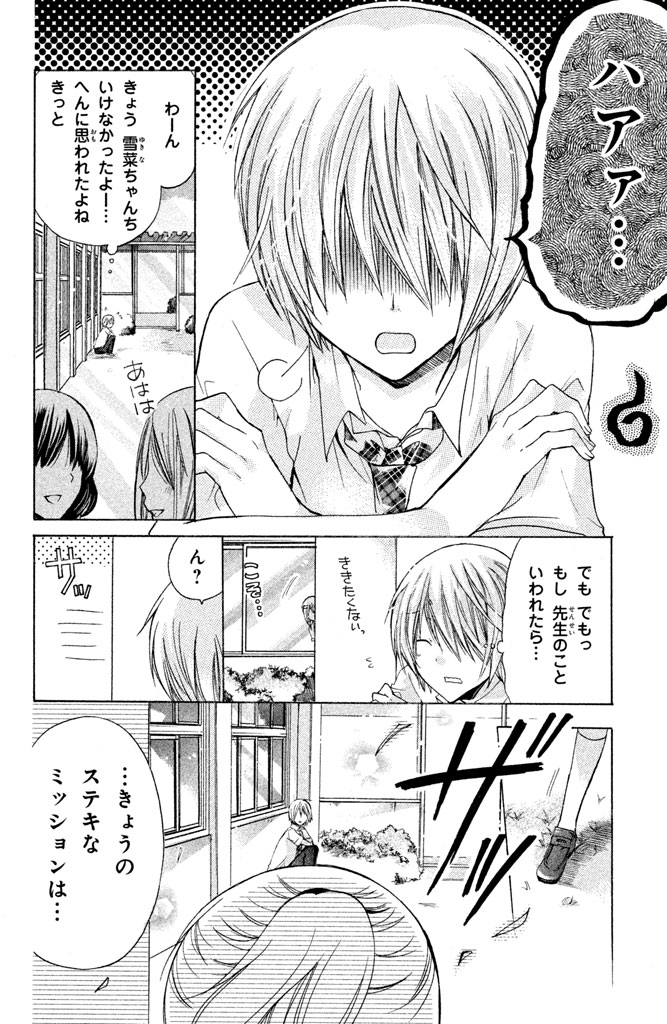 ハアァ…
わーん
きょう 雪菜ちゃんち
いけなかったよー…
へんに思われたよね
きっと
あはは
でも でもっ
もし 先生のこと
いわれたら…
ききたくないっ
ん?
ザッ
ザッ
…きょうの
ステキな
ミッションは…